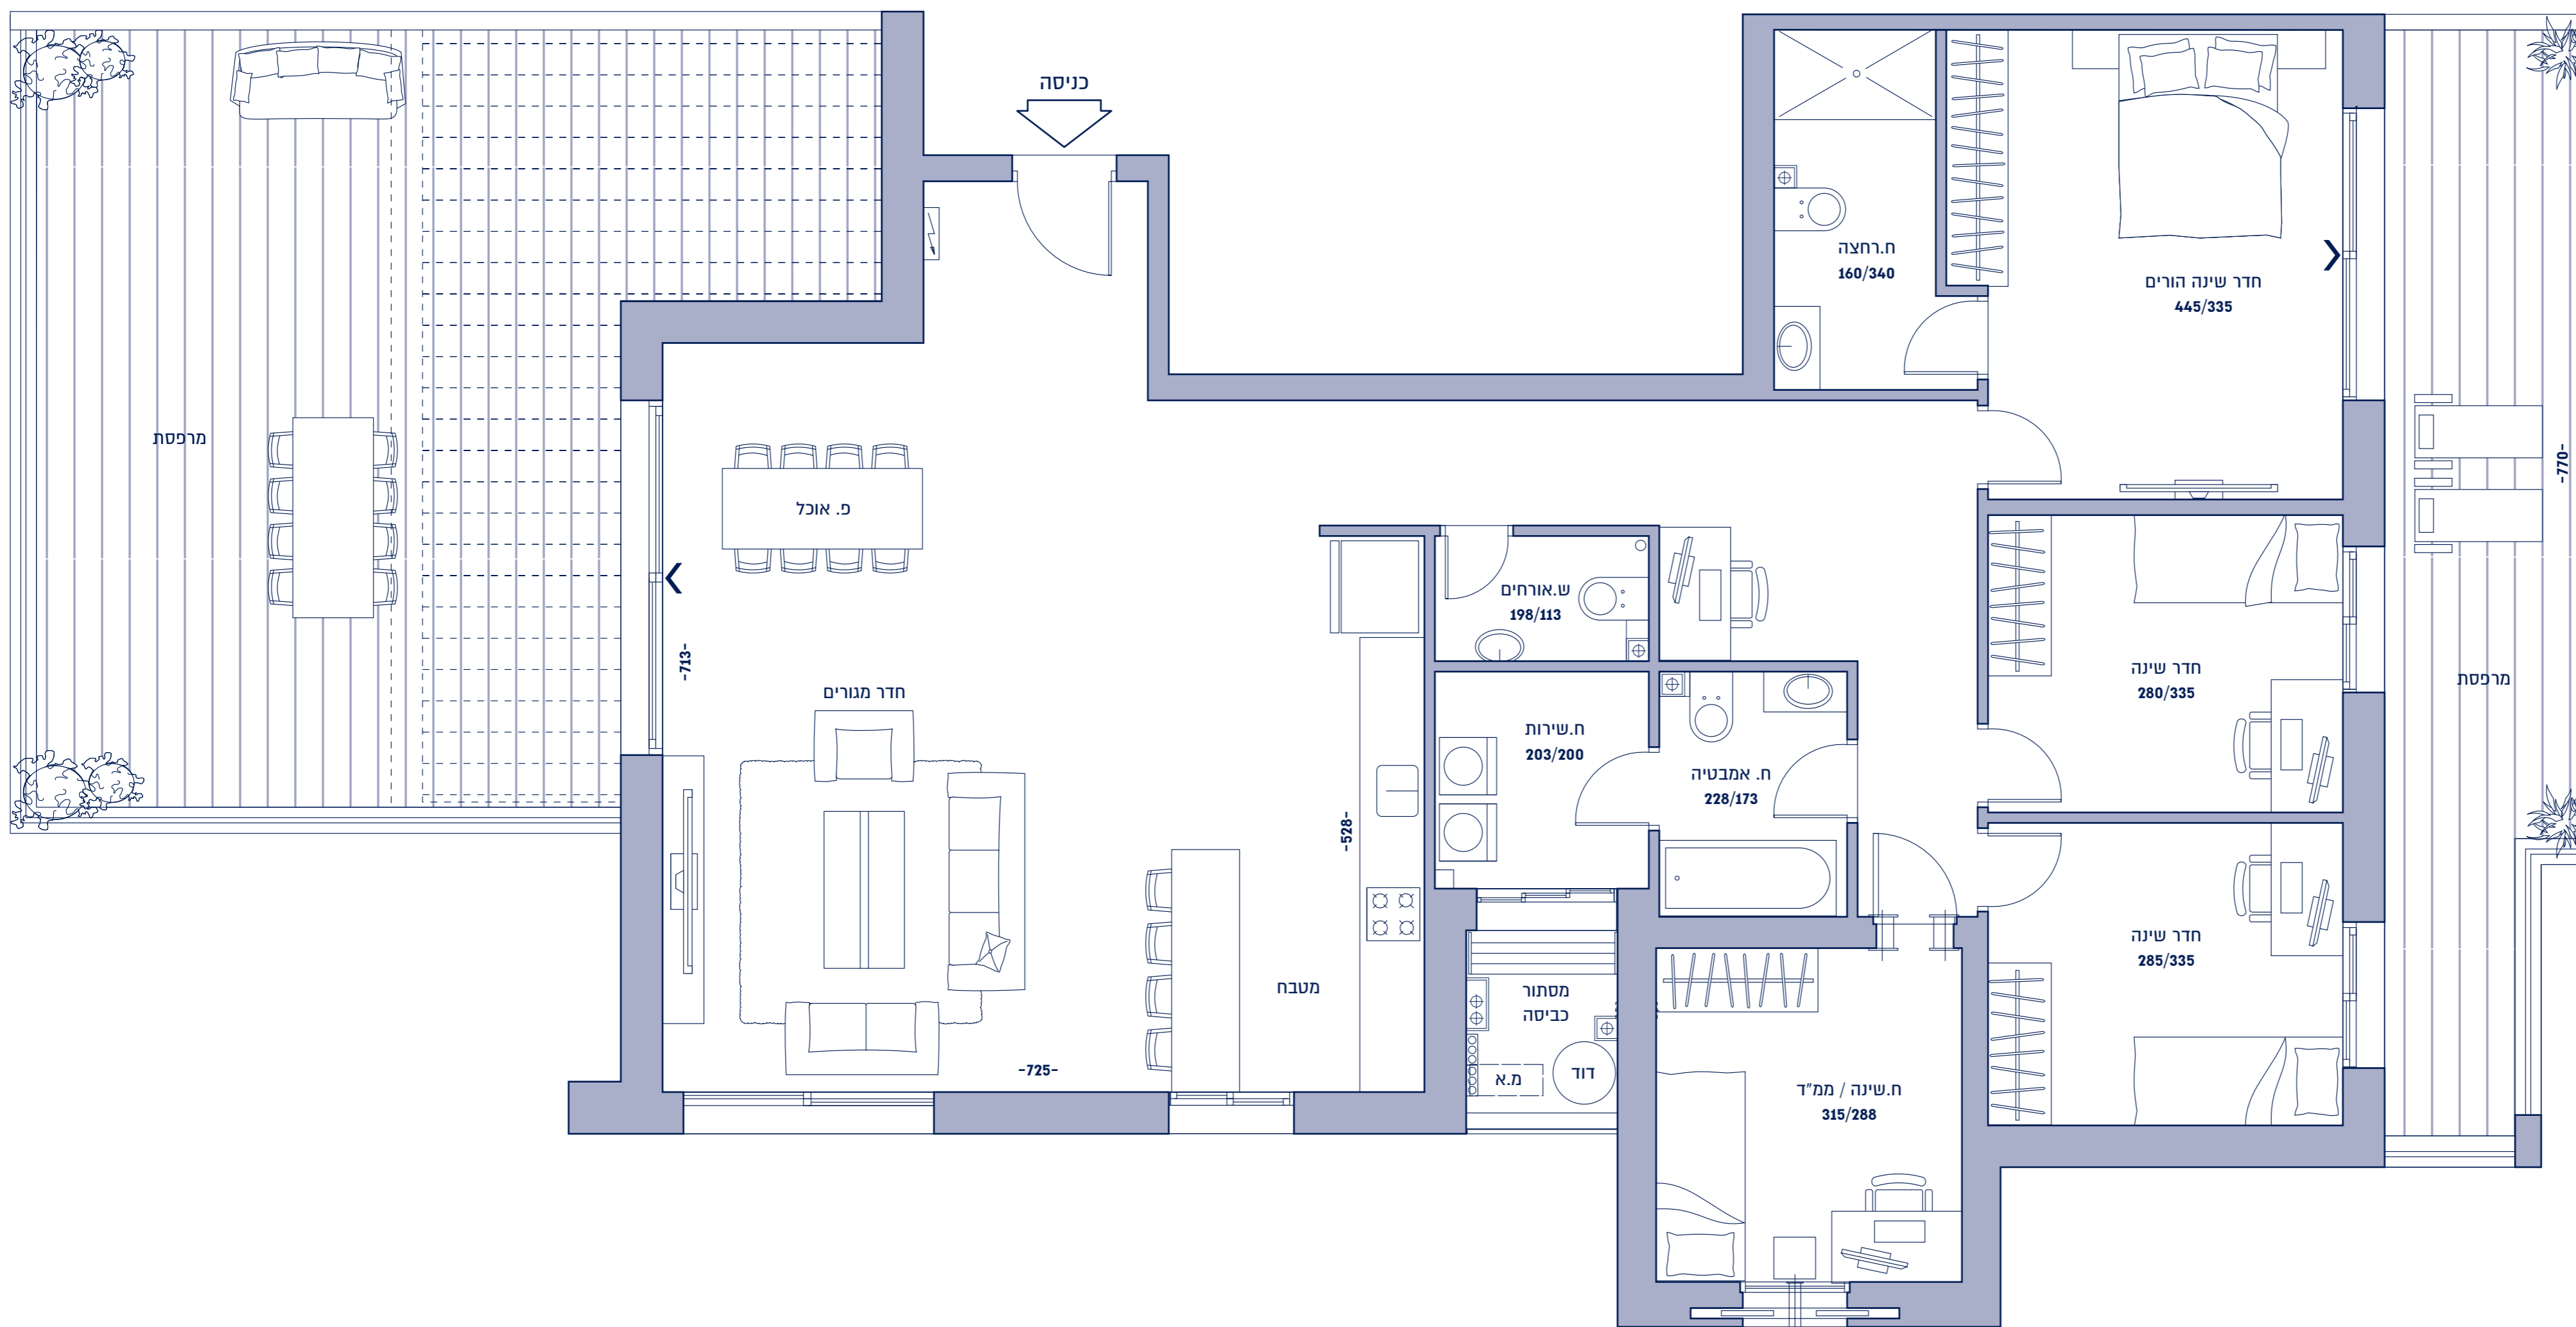 כניסה
ח.רחצה
160/340
חדר שינה הורים
445/335
מרפסת
פ. אוכל
-770-
ש.אורחים
198/113
-713-
חדר מגורים
חדר שינה
280/335
מרפסת
ח.שירות
203/200
ח. אמבטיה
228/173
-528-
חדר שינה
285/335
מטבח
מסתור
כביסה
-725-
מ.א
דוד
ח.שינה / ממ"ד
315/288